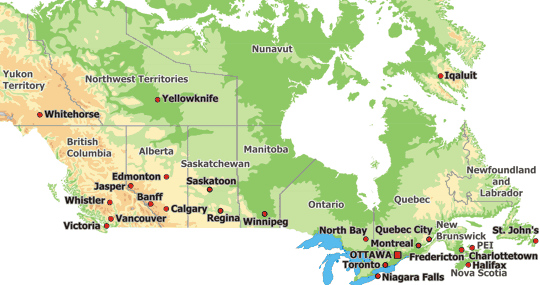 Nunavut
Yukon
Territory
Northwest Territories
Iqaluit
Yellowknife
Whitehorse
British
Columbia
Alberta
Manitoba
Saskatchewan
Edmonton
Saskatoon
Jasper
Newfoundland
and
Labrador
Whistler
Banff
Calgary
Ontario
Quebec
Regina
Winnipeg
Vancouver
Victoria
North Bay
Quebec City
New
Brunswick
St. John's
Montreal
PEI
OTTAWA
Fredericton
Charlottetown
Toronto
Halifax
Nova Scotia
Niagara Falls